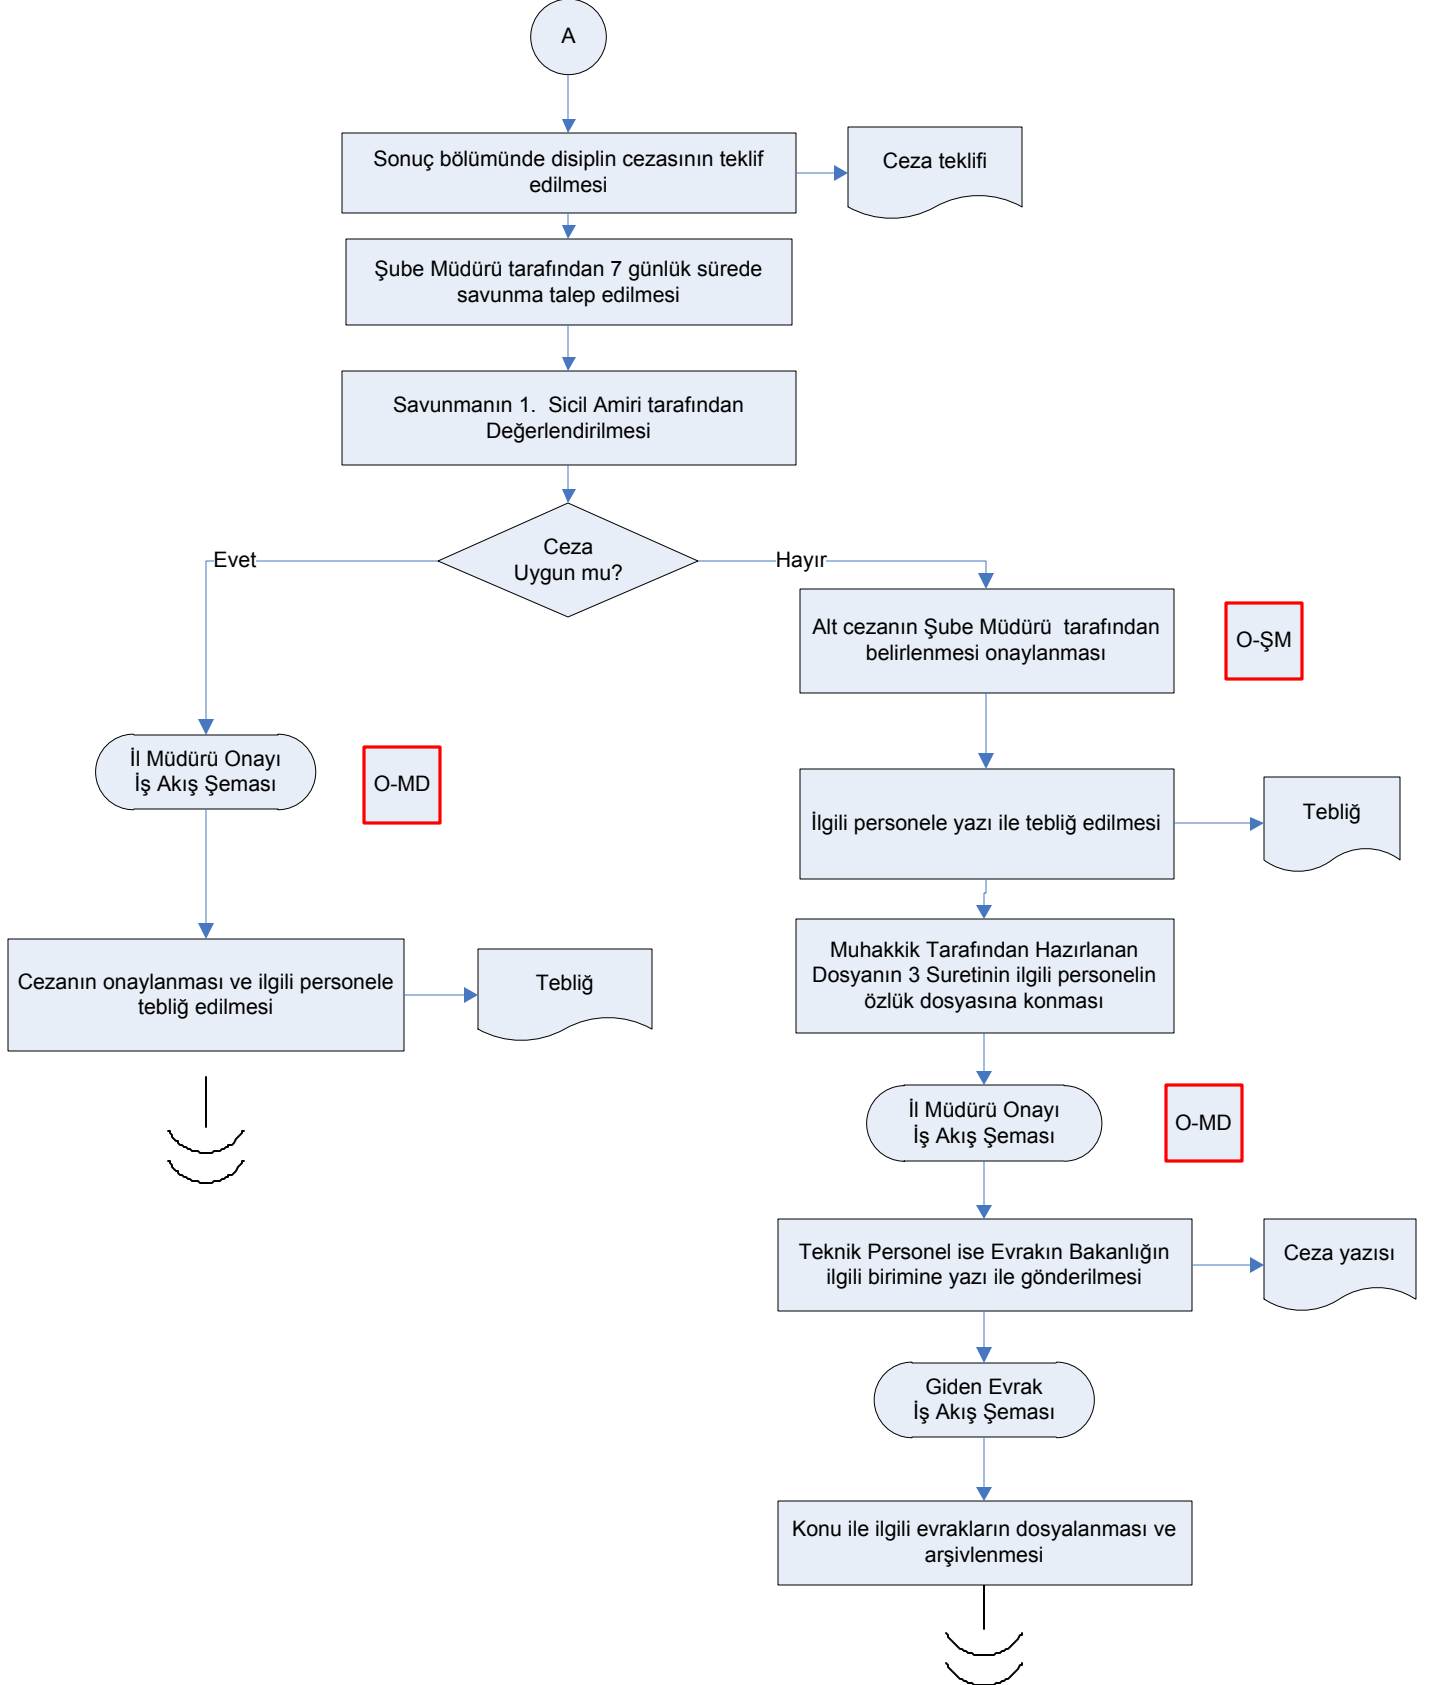 A
Sonuç bölümünde disiplin cezasının teklif
edilmesi
Ceza teklifi
Şube Müdürü tarafından 7 günlük sürede
savunma talep edilmesi
Savunmanın 1.  Sicil Amiri tarafından
Değerlendirilmesi
Ceza
Uygun mu?
Evet
Hayır
Alt cezanın Şube Müdürü  tarafından
belirlenmesi onaylanması
O-ŞM
İl Müdürü Onayı
İş Akış Şeması
O-MD
İlgili personele yazı ile tebliğ edilmesi
Tebliğ
Cezanın onaylanması ve ilgili personele
tebliğ edilmesi
Tebliğ
Muhakkik Tarafından Hazırlanan
Dosyanın 3 Suretinin ilgili personelin
özlük dosyasına konması
İl Müdürü Onayı
İş Akış Şeması
O-MD
Teknik Personel ise Evrakın Bakanlığın
ilgili birimine yazı ile gönderilmesi
Ceza yazısı
Giden Evrak
İş Akış Şeması
Konu ile ilgili evrakların dosyalanması ve
arşivlenmesi